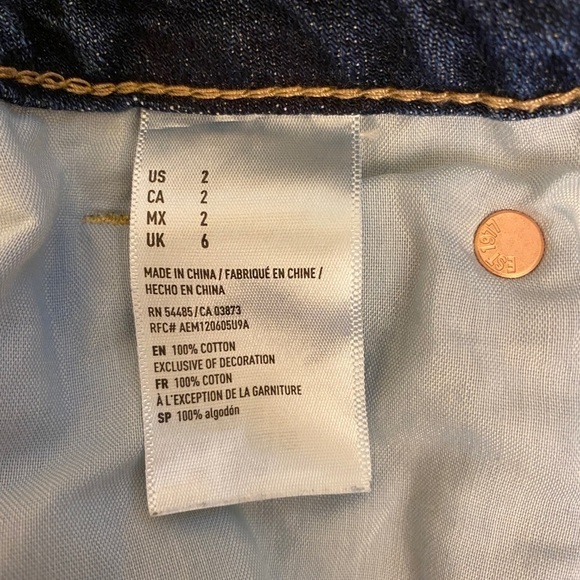 US 2
CA 2
MX 2
UK 6
MADE IN CHINA / FABRIQUÉ EN CHINE /
HECHO EN CHINA
RN 54485 / CA 03873
RFC# AEM120605U9A
EN 100% COTTON
EXCLUSIVE OF DECORATION
FR 100% COTON
À L'EXCEPTION DE LA GARNITURE
SP 100% algodón
ES 1977